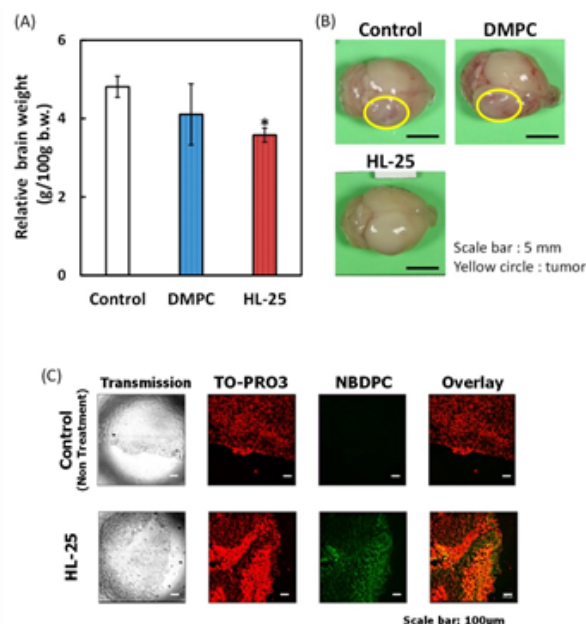 (A)
Relative brain weight
(g/100g b.w.)
6
4
2
0
*
Control
DMPC
HL-25
(B)
Control
DMPC
HL-25
Scale bar : 5 mm
Yellow circle : tumor
(C)
Transmission
TO-PRO3
NBDPC
Overlay
Control
(Non Treatment)
HL-25
Scale bar: 100um